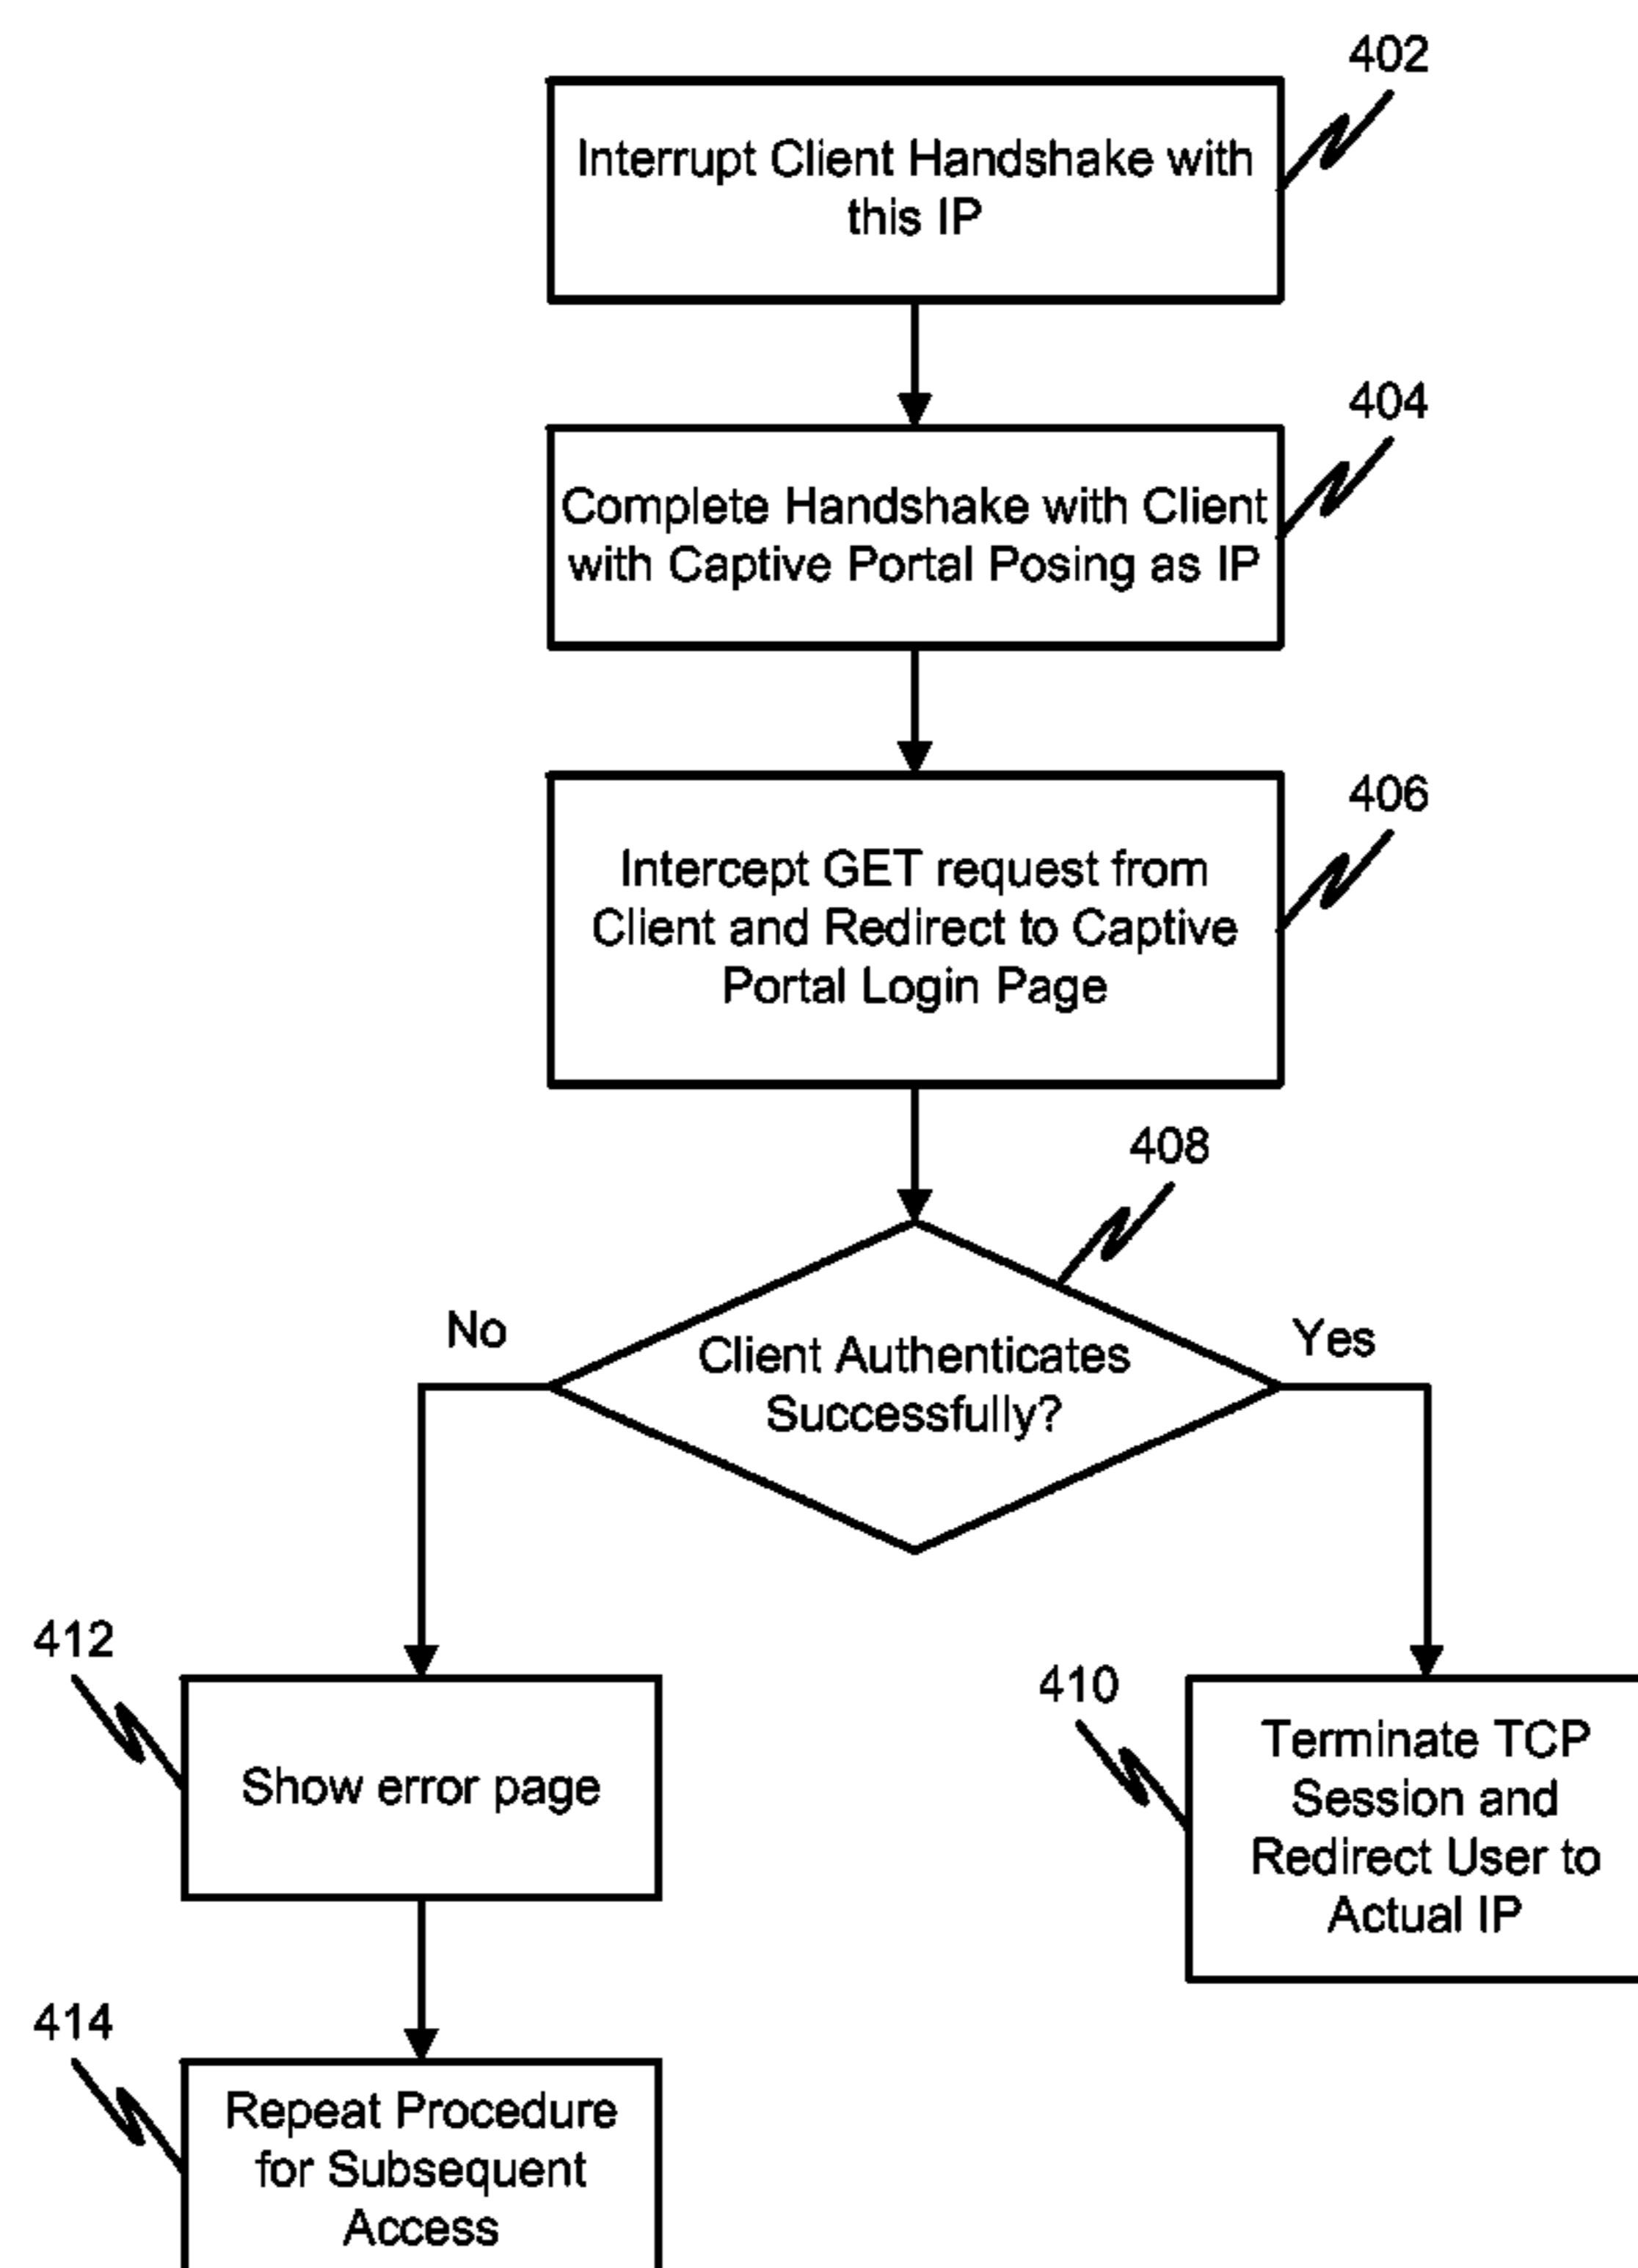 402
Interrupt Client Handshake with
this IP
404
Complete Handshake with Client
with Captive Portal Posing as IP
406
Intercept GET request from
Client and Redirect to Captive
Portal Login Page
408
No
Yes
Client Authenticates
Successfully?
412
Show error page
410
Terminate TCP
Session and
Redirect User to
Actual IP
414
Repeat Procedure
for Subsequent
Access